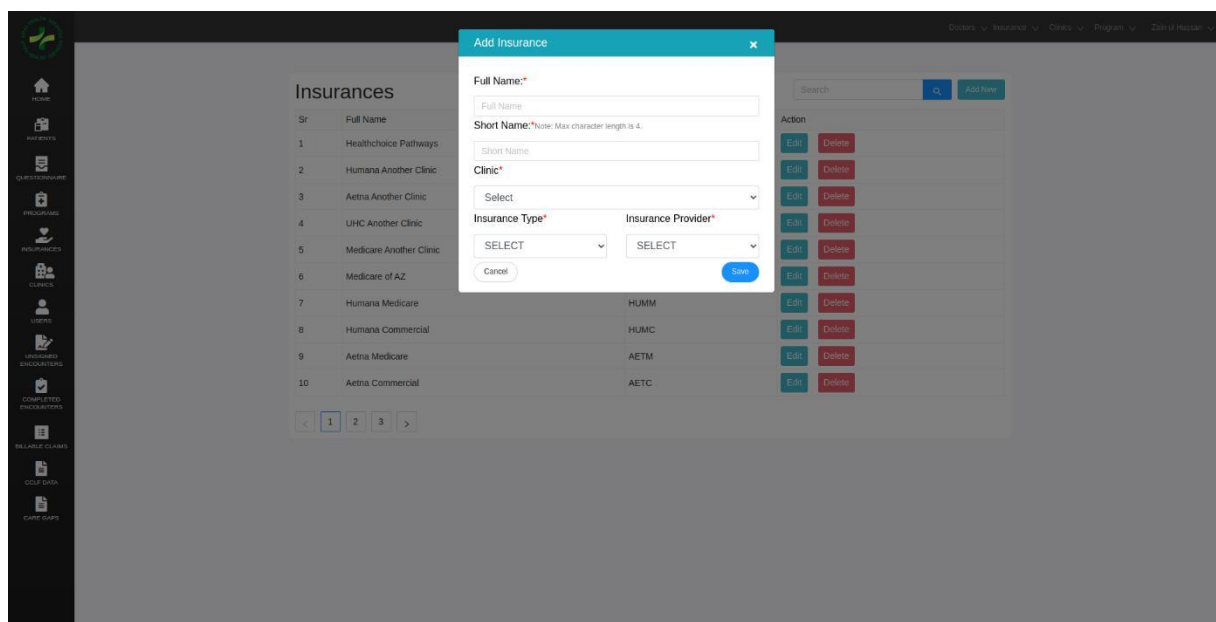 Doctors Insurance Clinics Program Zain ul Hassan
HOME
PATIENTS
QUESTIONNAIRE
PROGRAMS
INSURANCES
CLINICS
USERS
UNSIGNED
ENCOUNTERS
COMPLETED
ENCOUNTERS
BILLABLE CLAIMS
CCLF DATA
CARE GAPS
Insurances
Search
Add New
Sr Full Name Action
1 Healthchoice Pathways Edit Delete
2 Humana Another Clinic Edit Delete
3 Aetna Another Clinic Edit Delete
4 UHC Another Clinic Edit Delete
5 Medicare Another Clinic Edit Delete
6 Medicare of AZ Edit Delete
7 Humana Medicare HUMM Edit Delete
8 Humana Commercial HUMC Edit Delete
9 Aetna Medicare AETM Edit Delete
10 Aetna Commercial AETC Edit Delete
< 1 2 3 >
Add Insurance ×
Full Name:*
Full Name
Short Name:*Note: Max character length is 4.
Short Name
Clinic*
Select
Insurance Type* Insurance Provider*
SELECT SELECT
Cancel Save